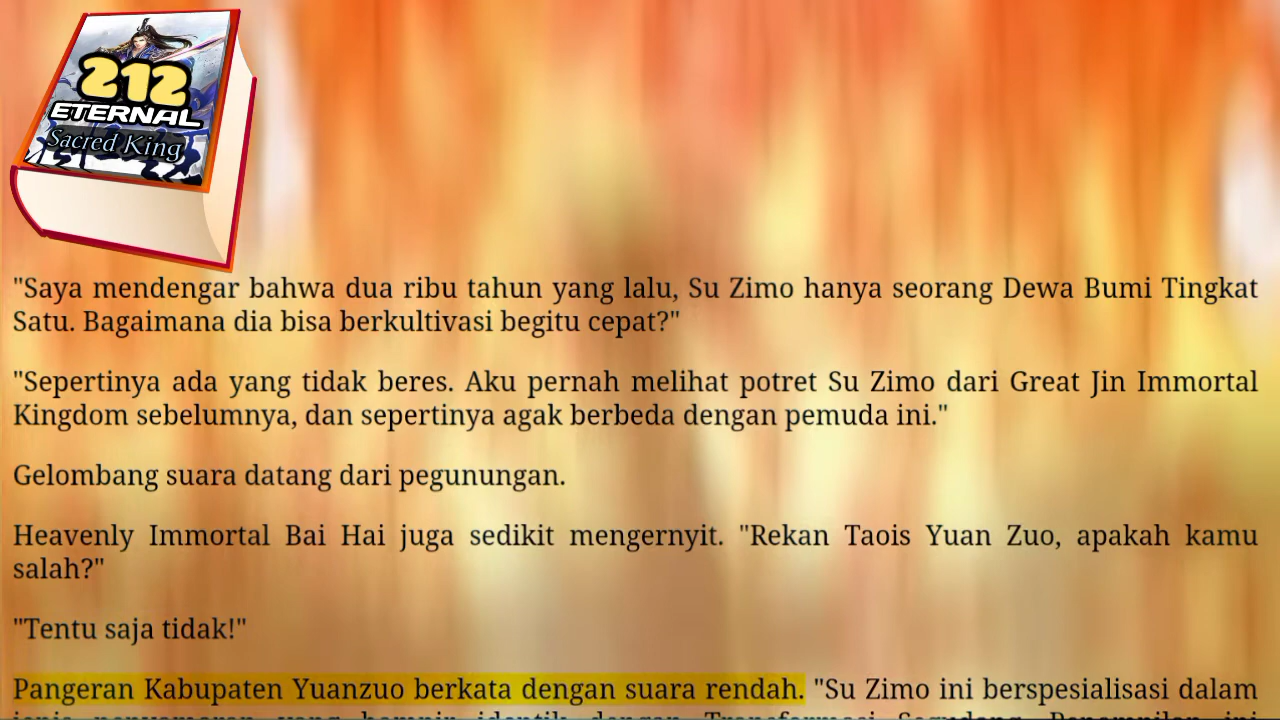 212
ETERNAL
Sacred King
"Saya mendengar bahwa dua ribu tahun yang lalu, Su Zimo hanya seorang Dewa Bumi Tingkat
Satu. Bagaimana dia bisa berkultivasi begitu cepat?"
"Sepertinya ada yang tidak beres. Aku pernah melihat potret Su Zimo dari Great Jin Immortal
Kingdom sebelumnya, dan sepertinya agak berbeda dengan pemuda ini."
Gelombang suara datang dari pegunungan.
Heavenly Immortal Bai Hai juga sedikit mengernyit. "Rekan Taois Yuan Zuo, apakah kamu
salah?"
"Tentu saja tidak!"
Pangeran Kabupaten Yuanzuo berkata dengan suara rendah. "Su Zimo ini berspesialisasi dalam